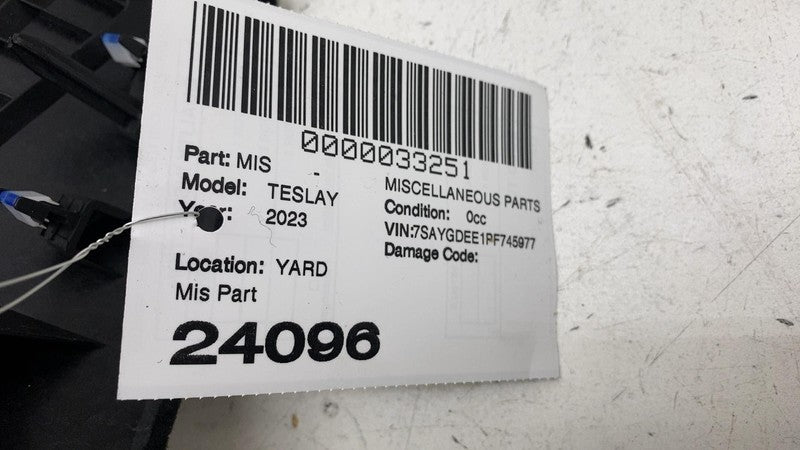 0000033251
Part: MIS -
MISCELLANEOUS PARTS
Model: TESLAY
Condition: 0cc
Year: 2023
VIN:7SAYGDEE1PF745977
Damage Code:
Location: YARD
Mis Part
24096